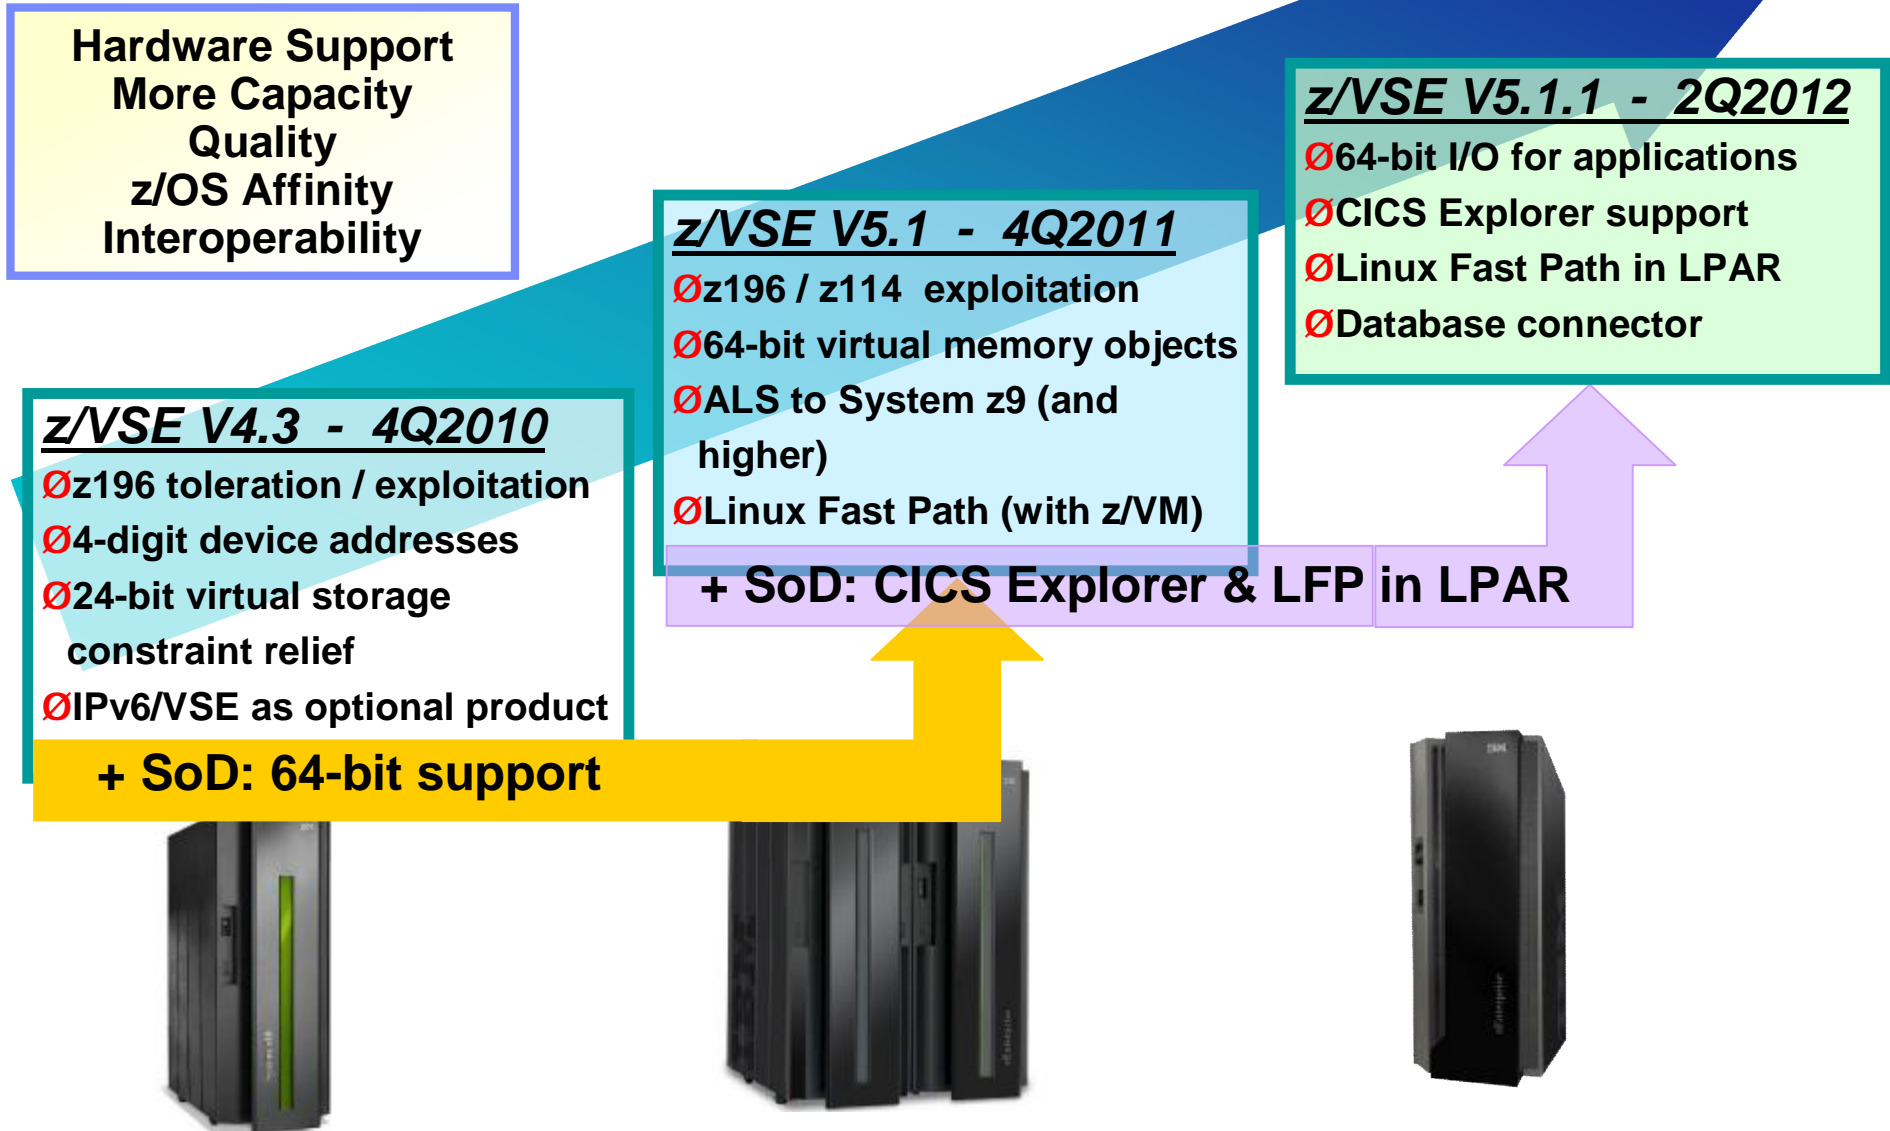 Hardware Support
More Capacity
Quality
z/OS Affinity
Interoperability
z/VSE V5.1.1 - 2Q2012
Ø64-bit I/O for applications
ØCICS Explorer support
ØLinux Fast Path in LPAR
ØDatabase connector
z/VSE V5.1 - 4Q2011
Øz196 / z114 exploitation
Ø64-bit virtual memory objects
ØALS to System z9 (and
higher)
ØLinux Fast Path (with z/VM)
+ SoD: CICS Explorer & LFP in LPAR
z/VSE V4.3 - 4Q2010
Øz196 toleration / exploitation
Ø4-digit device addresses
Ø24-bit virtual storage
constraint relief
ØIPv6/VSE as optional product
+ SoD: 64-bit support
IBM
IBM